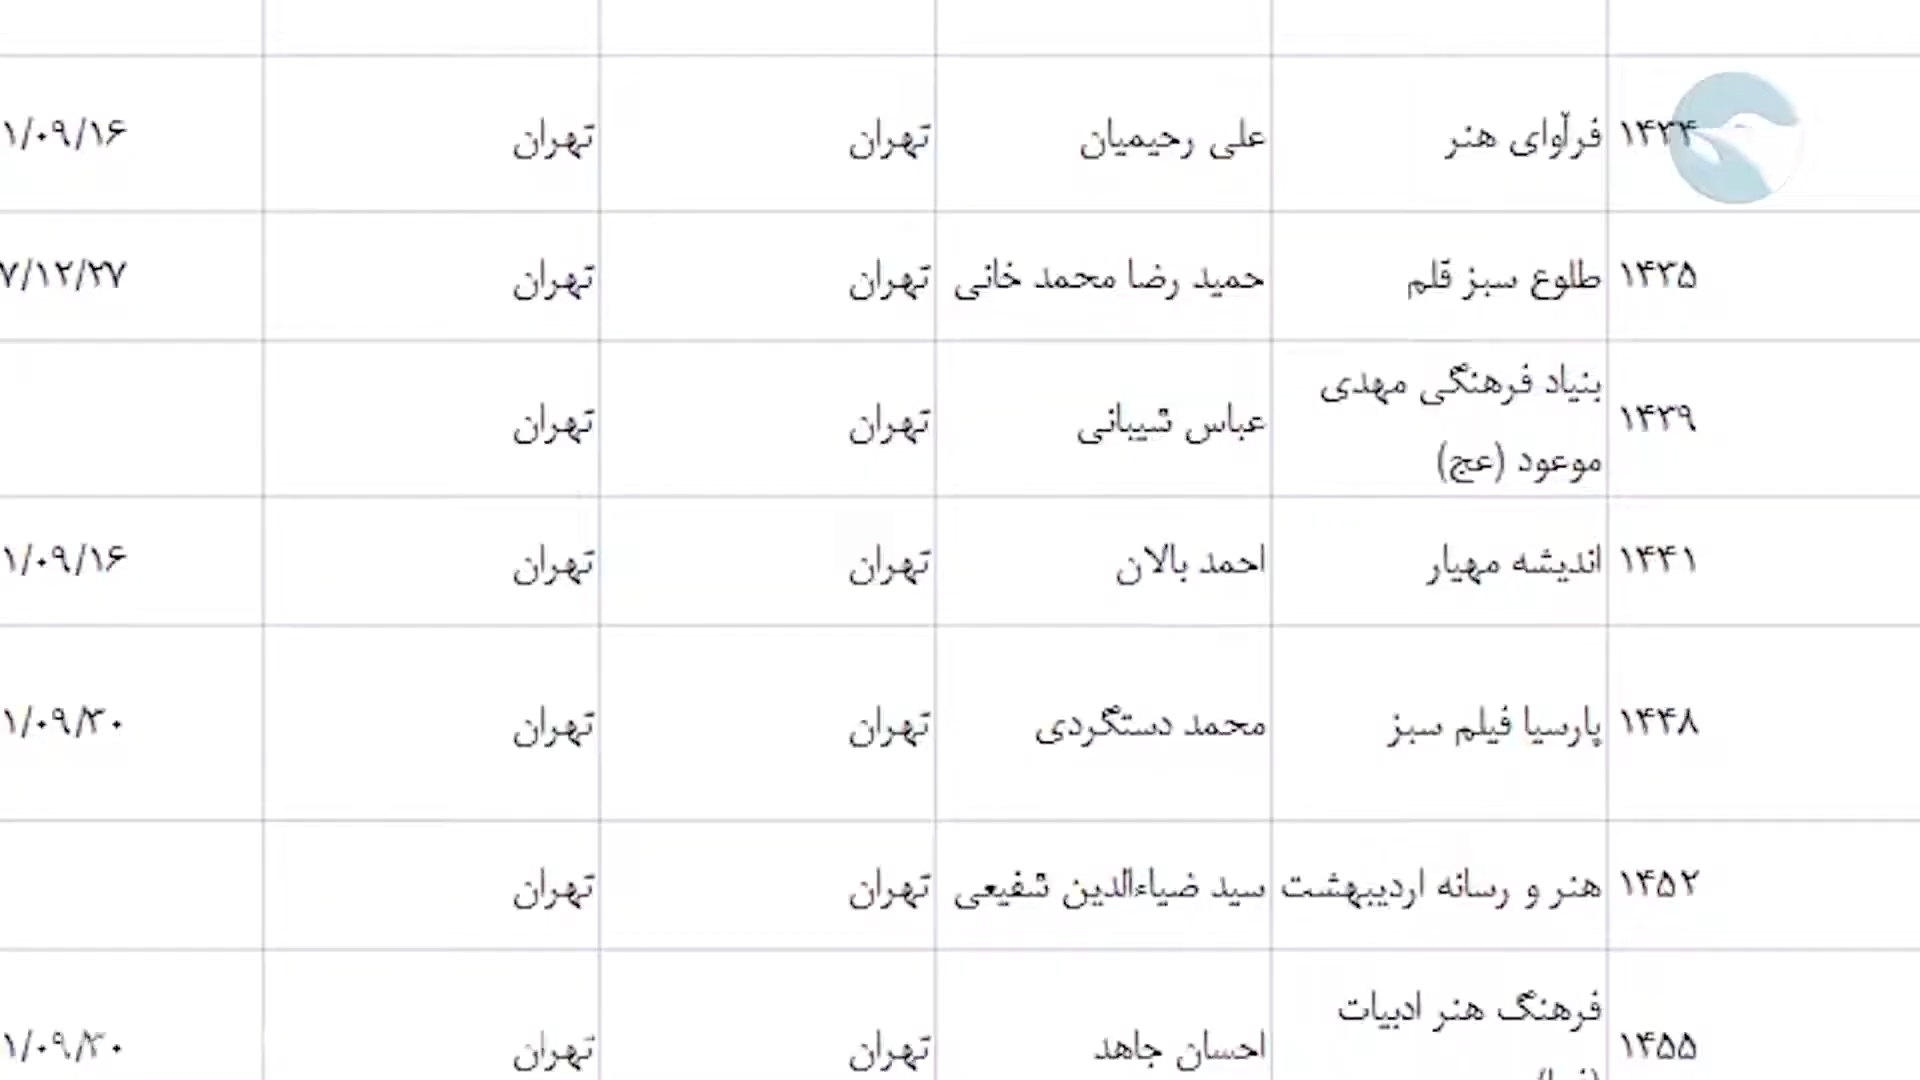 ۱۴۳۴ فرآوای هنر علی رحیمیان تهران تهران ۱/۰۹/۱۶
۱۴۳۵ طلوع سبز قلم حمید رضا محمد خانی تهران تهران ۷/۱۲/۲۷
بنیاد فرهنگی مهدی
۱۴۳۹ عباس شیبانی تهران تهران
موعود (عج)
۱۴۴۱ اندیشه مهیار احمد بالان تهران تهران ۱/۰۹/۱۶
۱۴۴۸ پارسیا فیلم سبز محمد دستگردی تهران تهران ۱/۰۹/۳۰
۱۴۵۲ هنر و رسانه اردیبهشت سید ضیاءالدین شفیعی تهران تهران
فرهنگ هنر ادبیات
۱۴۵۵ احسان جاهد تهران تهران ۱/۰۹/۳۰